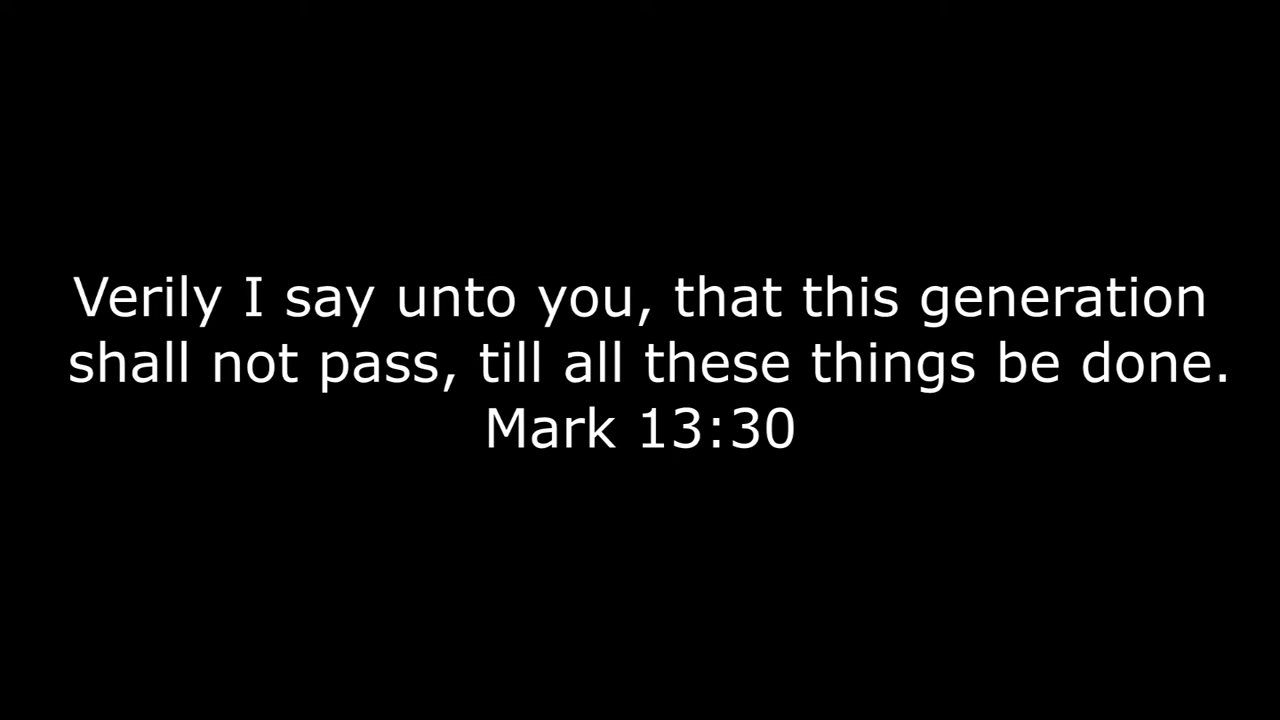 Verily I say unto you, that this generation
shall not pass, till all these things be done.
Mark 13:30